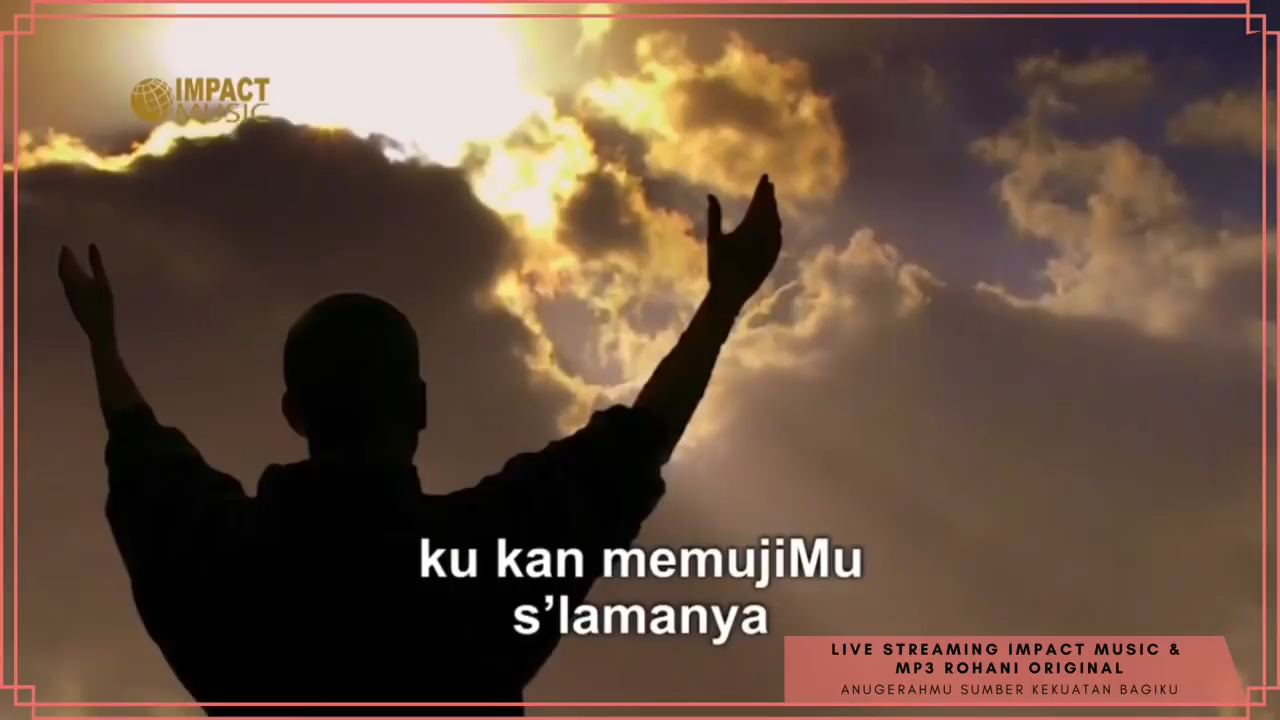 IMPACT
MUSIC
ku kan memujiMu
s’lamanya
LIVE STREAMING IMPACT MUSIC &
MP3 ROHANI ORIGINAL
ANUGERAHMU SUMBER KEKUATAN BAGIKU